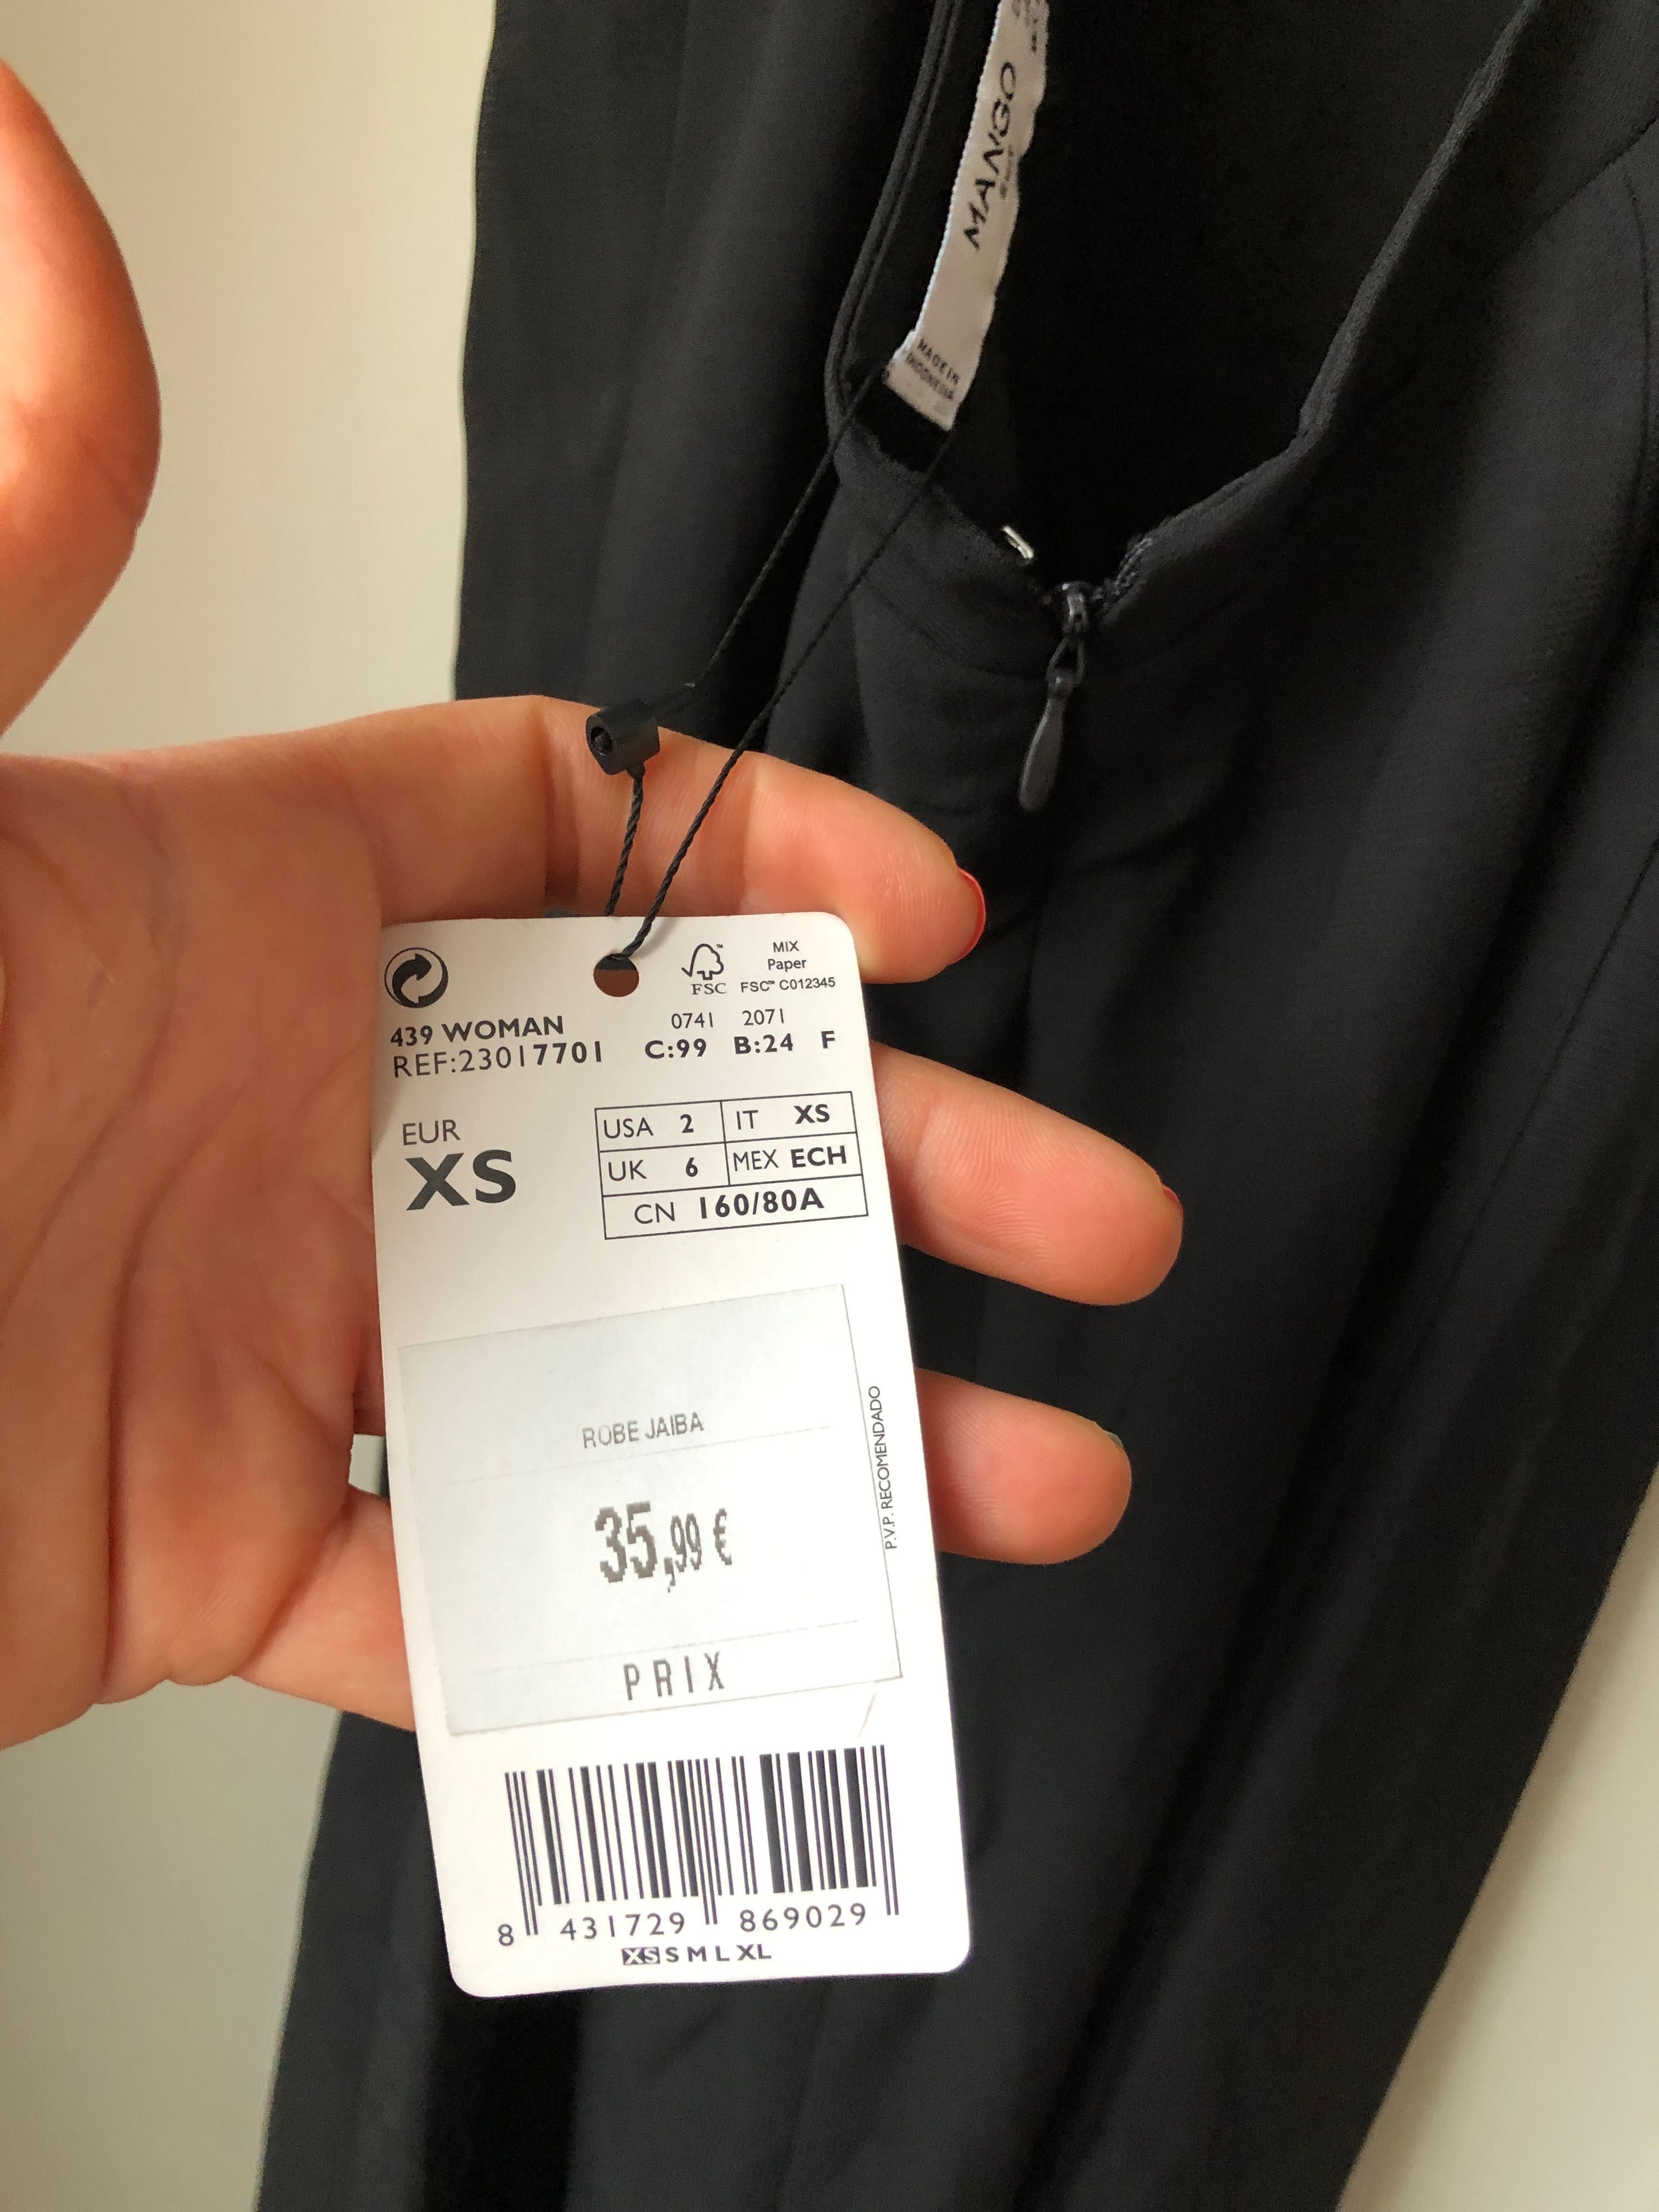 MANGO
MADE IN
INDONESIA
FSC
MIX
Paper
FSC™ C012345
439 WOMAN
0741 2071
REF:23017701 C:99 B:24 F
EUR
XS
USA 2 IT XS
UK 6 MEX ECH
CN 160/80A
ROBE JAIBA
35,99 €
PRIX
P.V.P. RECOMENDADO
8 431729 869029
XS S M L XL